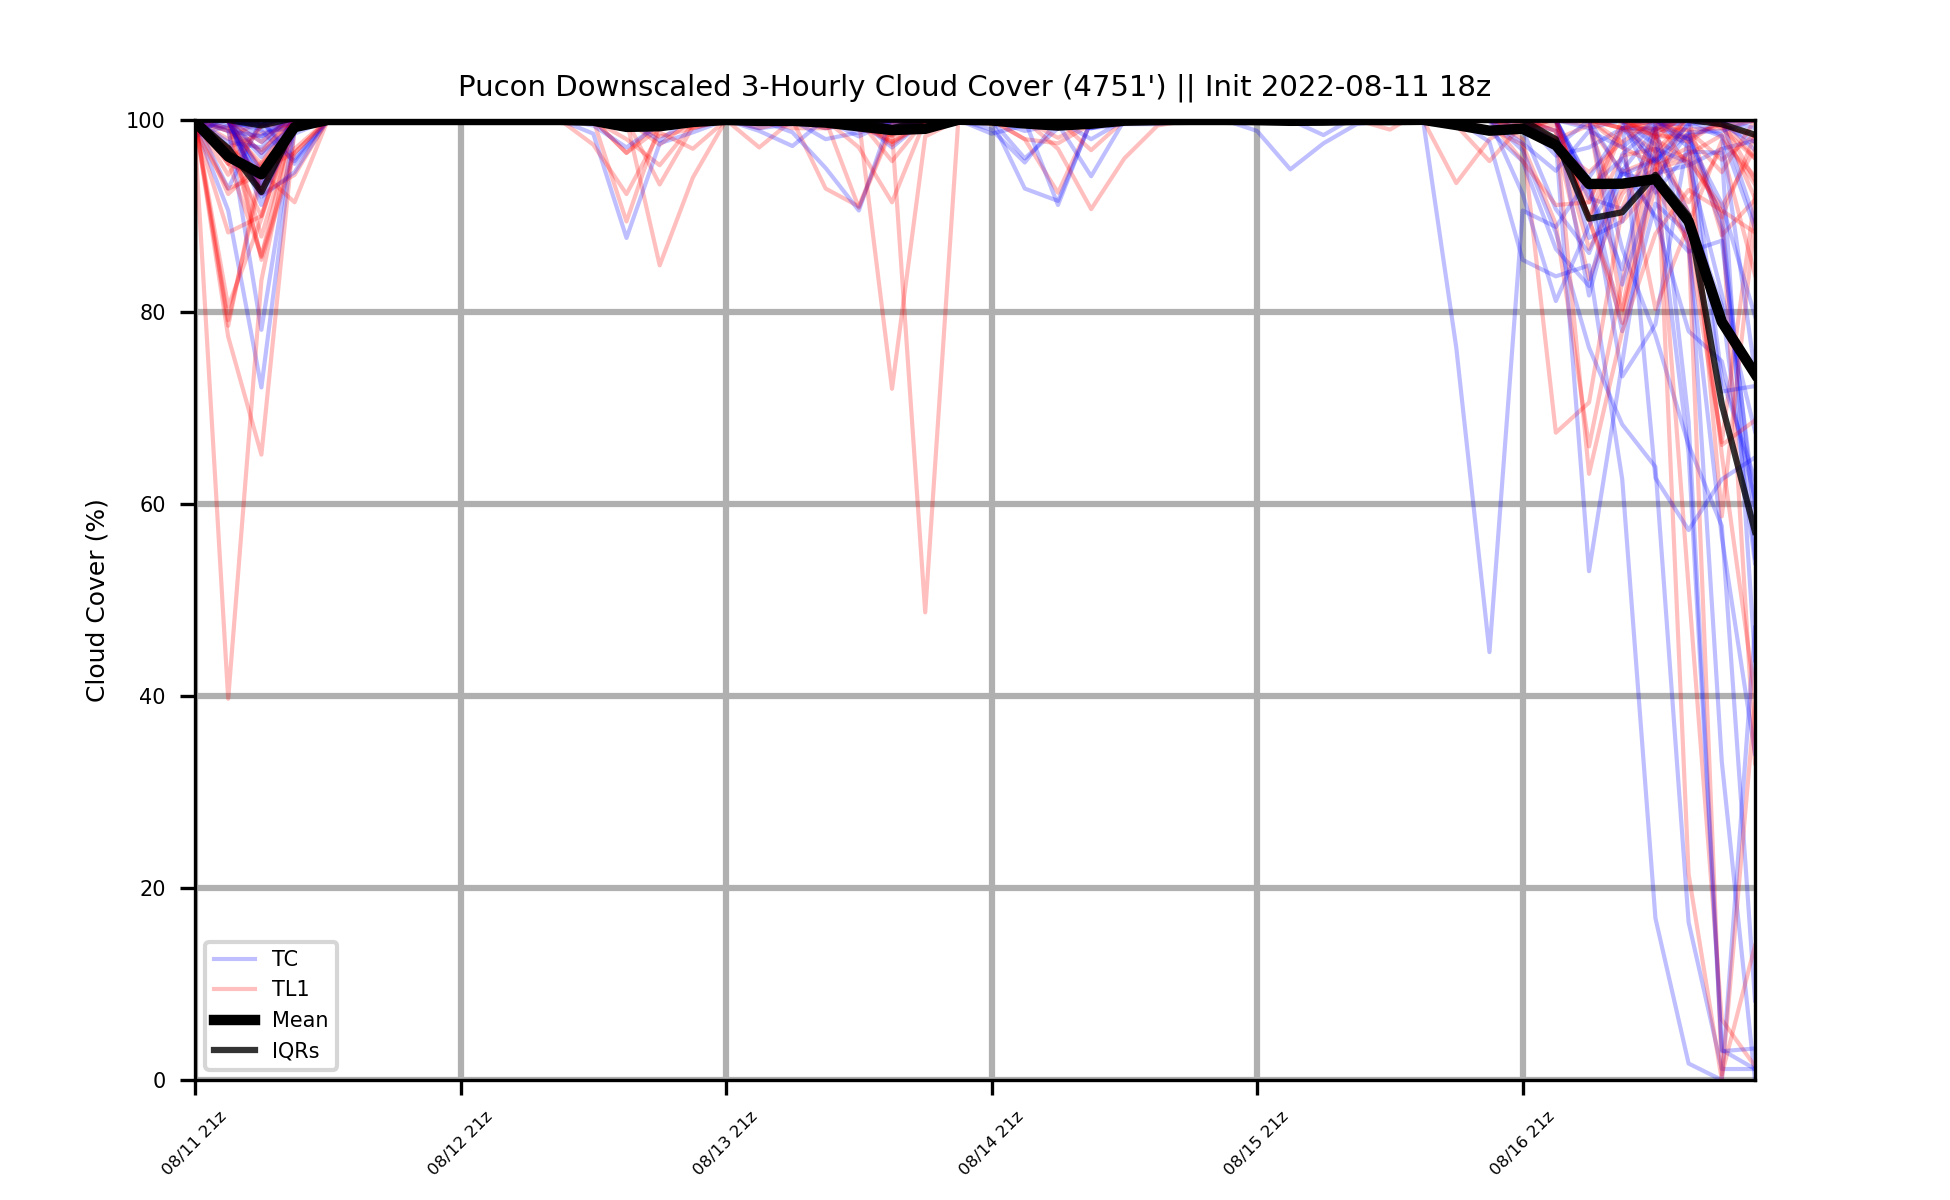 Pucon Downscaled 3-Hourly Cloud Cover (4751') || Init 2022-08-11 18z
Cloud Cover (%)
100
80
60
40
20
0
TC
TL1
Mean
IQRs
08/11 21z
08/12 21z
08/13 21z
08/14 21z
08/15 21z
08/16 21z